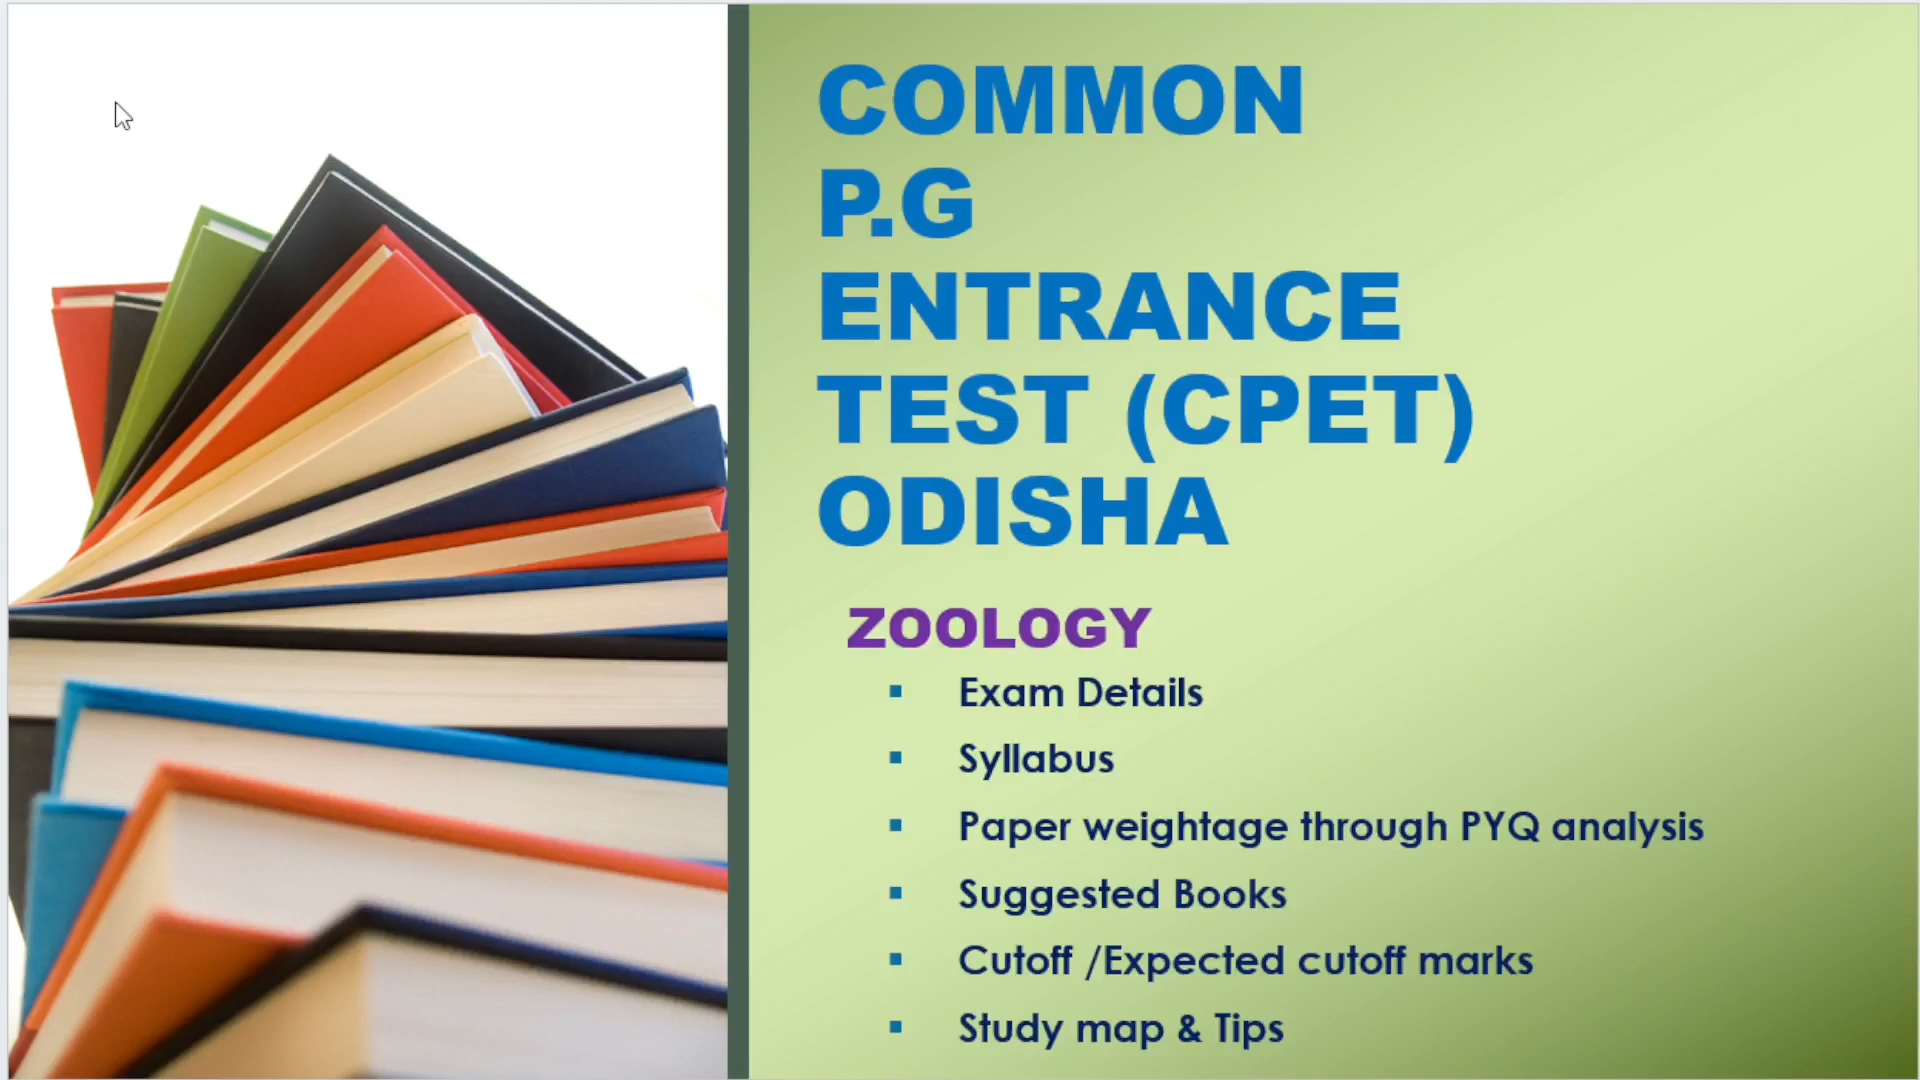 COMMON
P.G
ENTRANCE
TEST (CPET)
ODISHA
ZOOLOGY
▪ Exam Details
▪ Syllabus
▪ Paper weightage through PYQ analysis
▪ Suggested Books
▪ Cutoff /Expected cutoff marks
▪ Study map & Tips